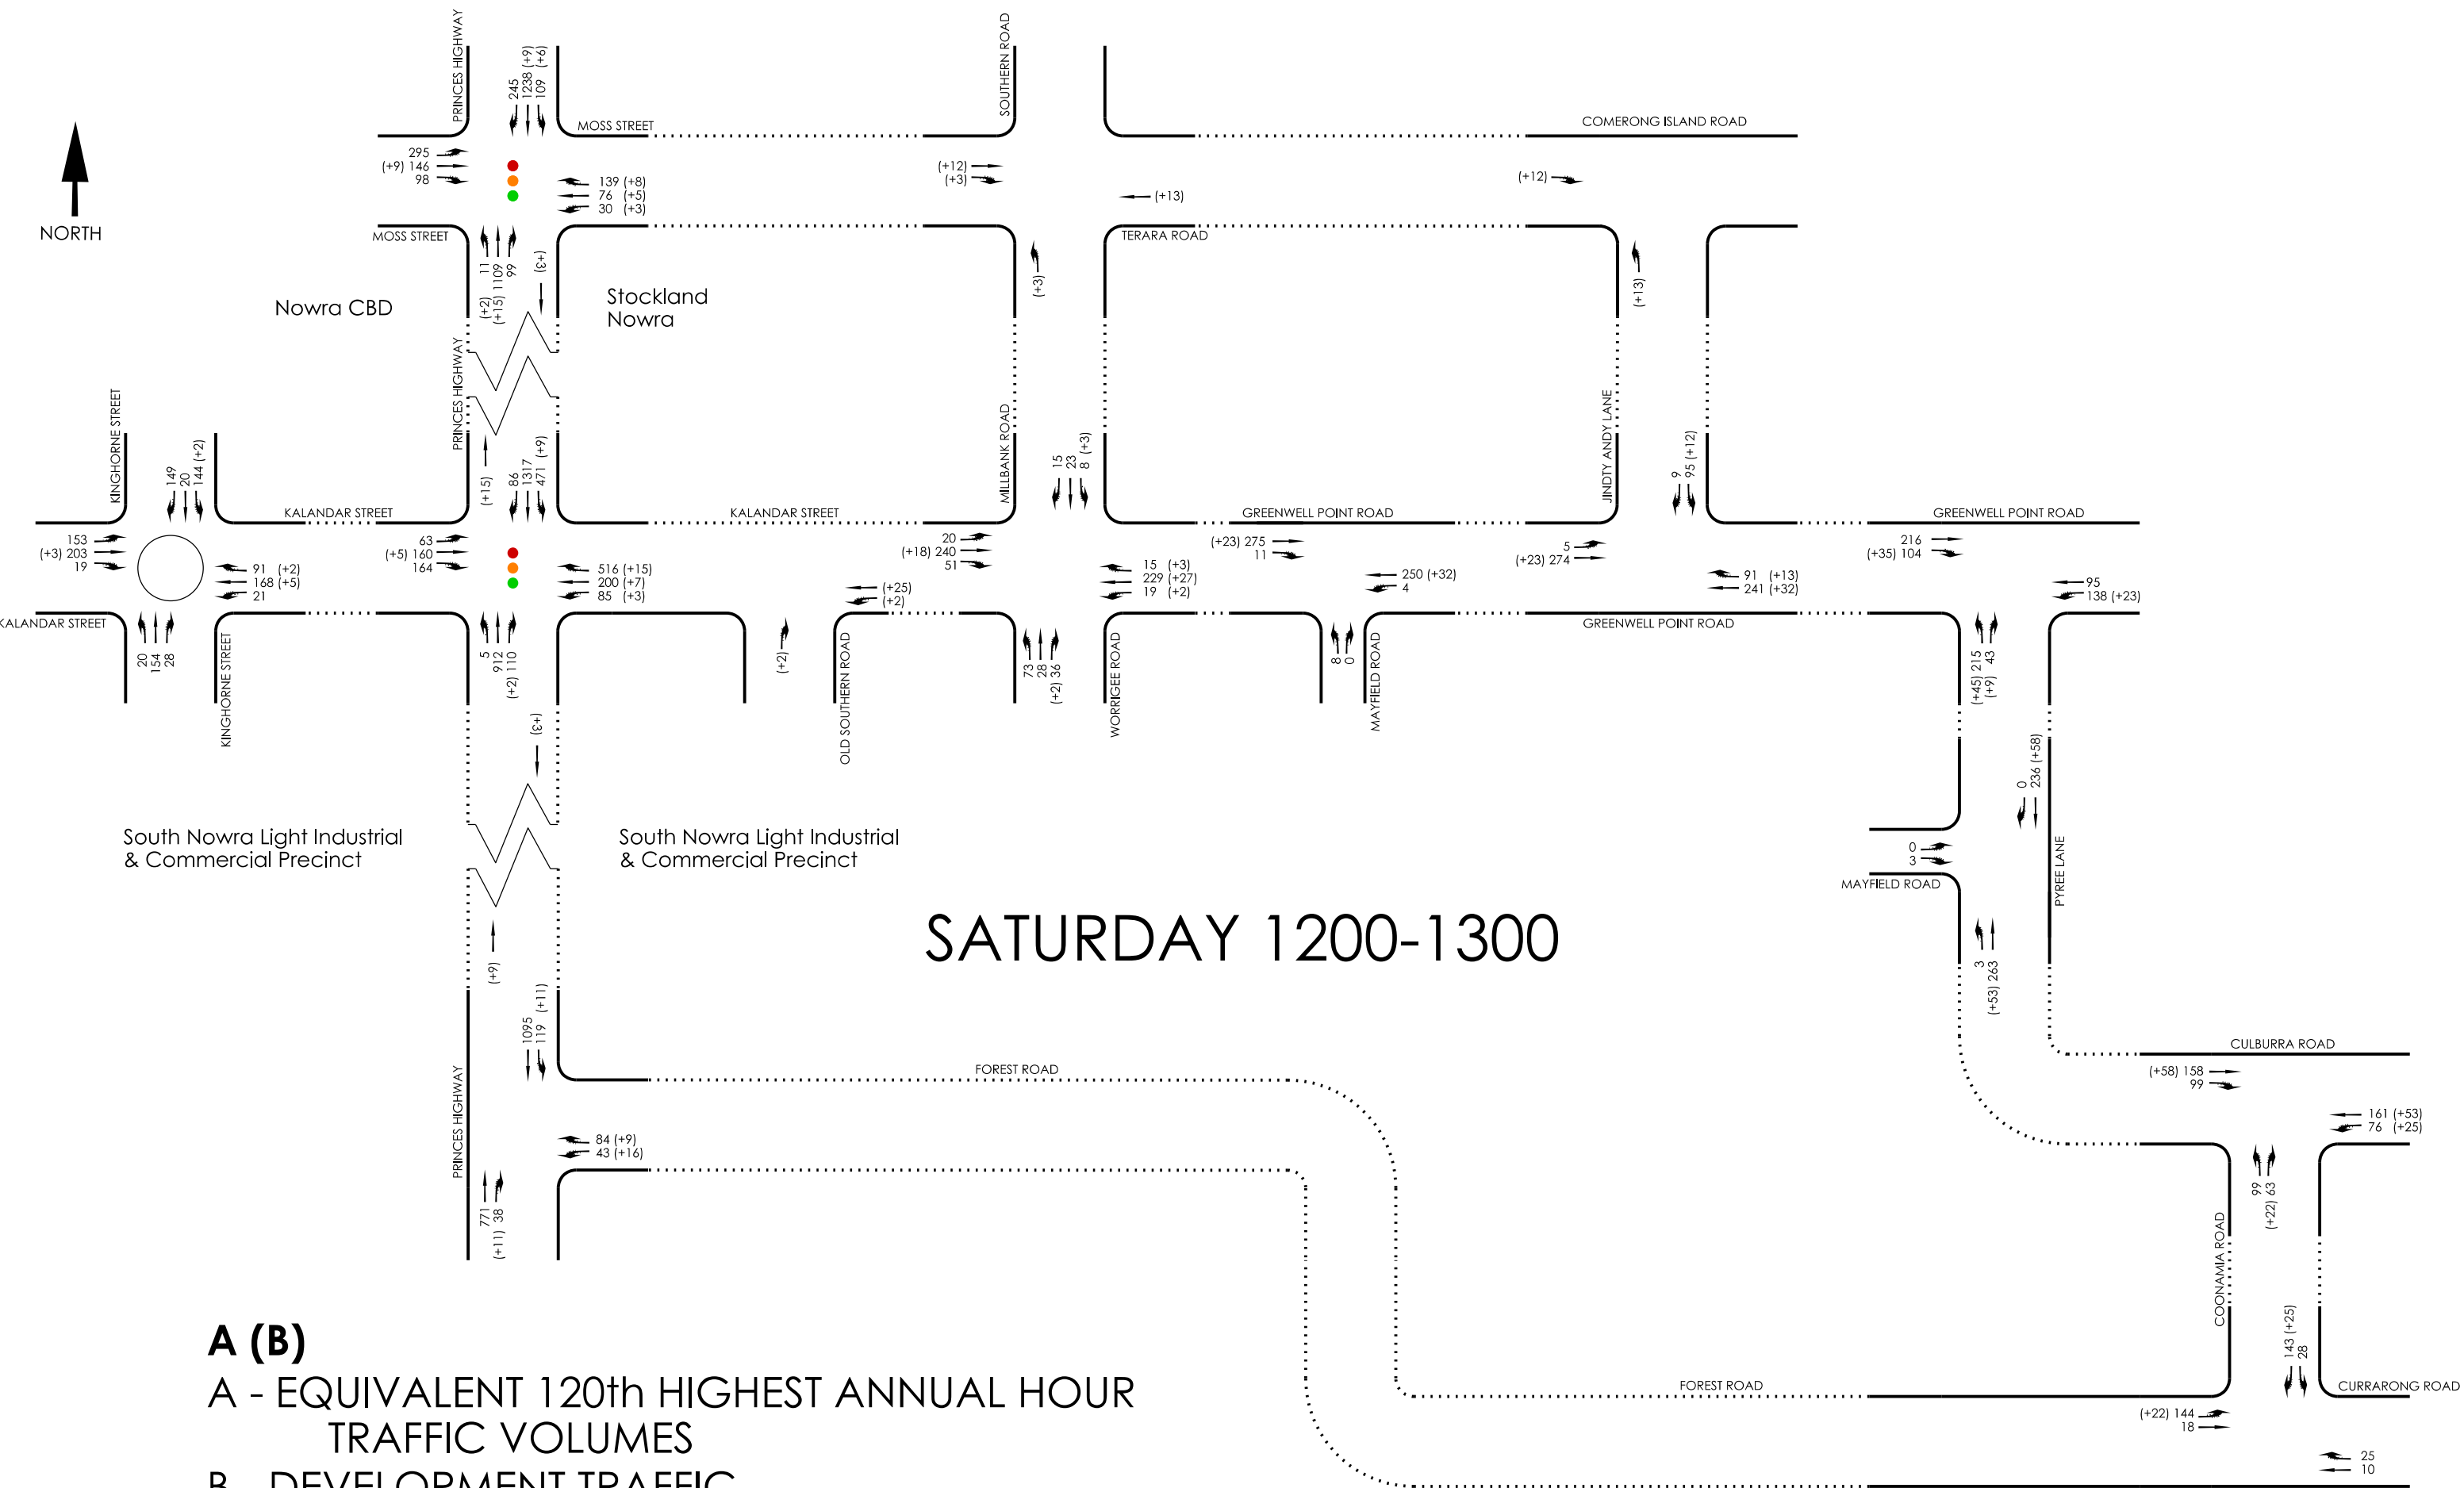 PRINCES HIGHWAY
245
1238 (+9)
109 (+6)
SOUTHERN ROAD
MOSS STREET
COMERONG ISLAND ROAD
295
(+9) 146
98
139 (+8)
76 (+5)
30 (+3)
(+12)
(+3)
(+13)
(+12)
NORTH
MOSS STREET
TERARA ROAD
(+2) 11
(+15) 1109
99
(+3)
(+3)
(+13)
Nowra CBD
Stockland
Nowra
PRINCES HIGHWAY
KINGHORNE STREET
149
20
144 (+2)
(+15)
86
1317
471 (+9)
MILLBANK ROAD
15
23
8 (+3)
JINDTY ANDY LANE
9
95 (+12)
KALANDAR STREET
KALANDAR STREET
GREENWELL POINT ROAD
GREENWELL POINT ROAD
153
(+3) 203
19
91 (+2)
168 (+5)
21
63
(+5) 160
164
516 (+15)
200 (+7)
85 (+3)
(+25)
(+2)
20
(+18) 240
51
15 (+3)
229 (+27)
19 (+2)
(+23) 275
11
250 (+32)
4
5
(+23) 274
91 (+13)
241 (+32)
216
(+35) 104
95
138 (+23)
KALANDAR STREET
GREENWELL POINT ROAD
20
154
28
KINGHORNE STREET
5
912
(+2) 110
(+2)
OLD SOUTHERN ROAD
73
28
(+2) 36
WORRIGEE ROAD
8
0
MAYFIELD ROAD
(+45) 215
(+9) 43
(+3)
0
236 (+58)
South Nowra Light Industrial
& Commercial Precinct
South Nowra Light Industrial
& Commercial Precinct
0
3
MAYFIELD ROAD
PYREE LANE
SATURDAY 1200-1300
(+9)
3
(+53) 263
1095
119 (+11)
CULBURRA ROAD
FOREST ROAD
(+58) 158
99
161 (+53)
76 (+25)
PRINCES HIGHWAY
84 (+9)
43 (+16)
771
(+11) 38
99
(+22) 63
COONAMIA ROAD
143 (+25)
28
A (B)
A - EQUIVALENT 120th HIGHEST ANNUAL HOUR
TRAFFIC VOLUMES
B - DEVELOPMENT TRAFFIC
FOREST ROAD
CURRARONG ROAD
(+22) 144
18
25
10